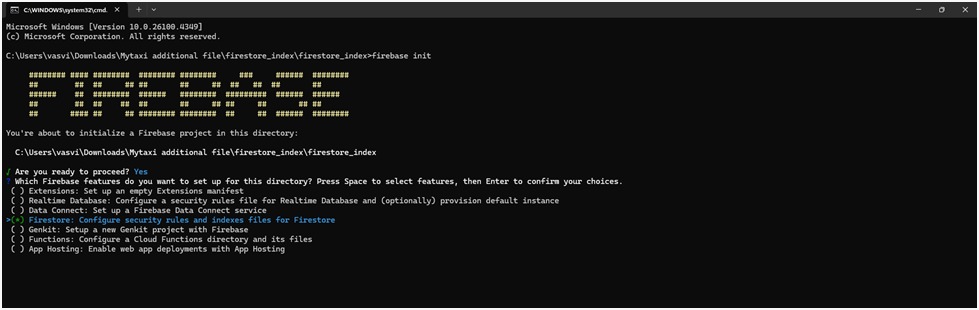 C:\WINDOWS\system32\cmd.
Microsoft Windows [Version 10.0.26100.4349]
(c) Microsoft Corporation. All rights reserved.
C:\Users\vasvi\Downloads\Mytaxi additional file\firestore_index\firestore_index>firebase init
FIREBASE
You're about to initialize a Firebase project in this directory:
C:\Users\vasvi\Downloads\Mytaxi additional file\firestore_index\firestore_index
√ Are you ready to proceed? Yes
? Which Firebase features do you want to set up for this directory? Press Space to select features, then Enter to confirm your choices.
( ) Extensions: Set up an empty Extensions manifest
( ) Realtime Database: Configure a security rules file for Realtime Database and (optionally) provision default instance
( ) Data Connect: Set up a Firebase Data Connect service
>(*) Firestore: Configure security rules and indexes files for Firestore
( ) Genkit: Setup a new Genkit project with Firebase
( ) Functions: Configure a Cloud Functions directory and its files
( ) App Hosting: Enable web app deployments with App Hosting